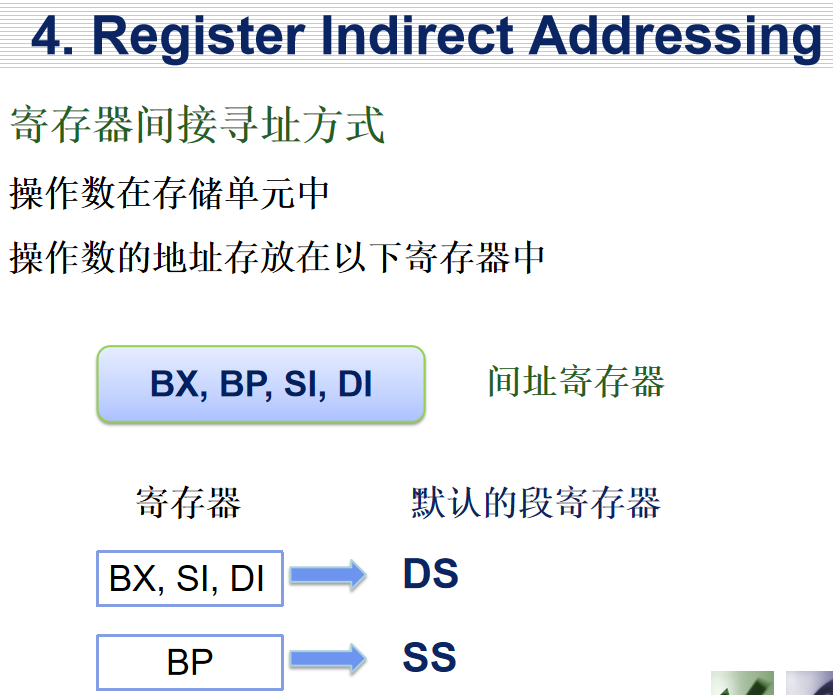 4. Register Indirect Addressing
寄存器间接寻址方式
操作数在存储单元中
操作数的地址存放在以下寄存器中
BX, BP, SI, DI 间址寄存器
寄存器 默认的段寄存器
BX, SI, DI DS
BP SS